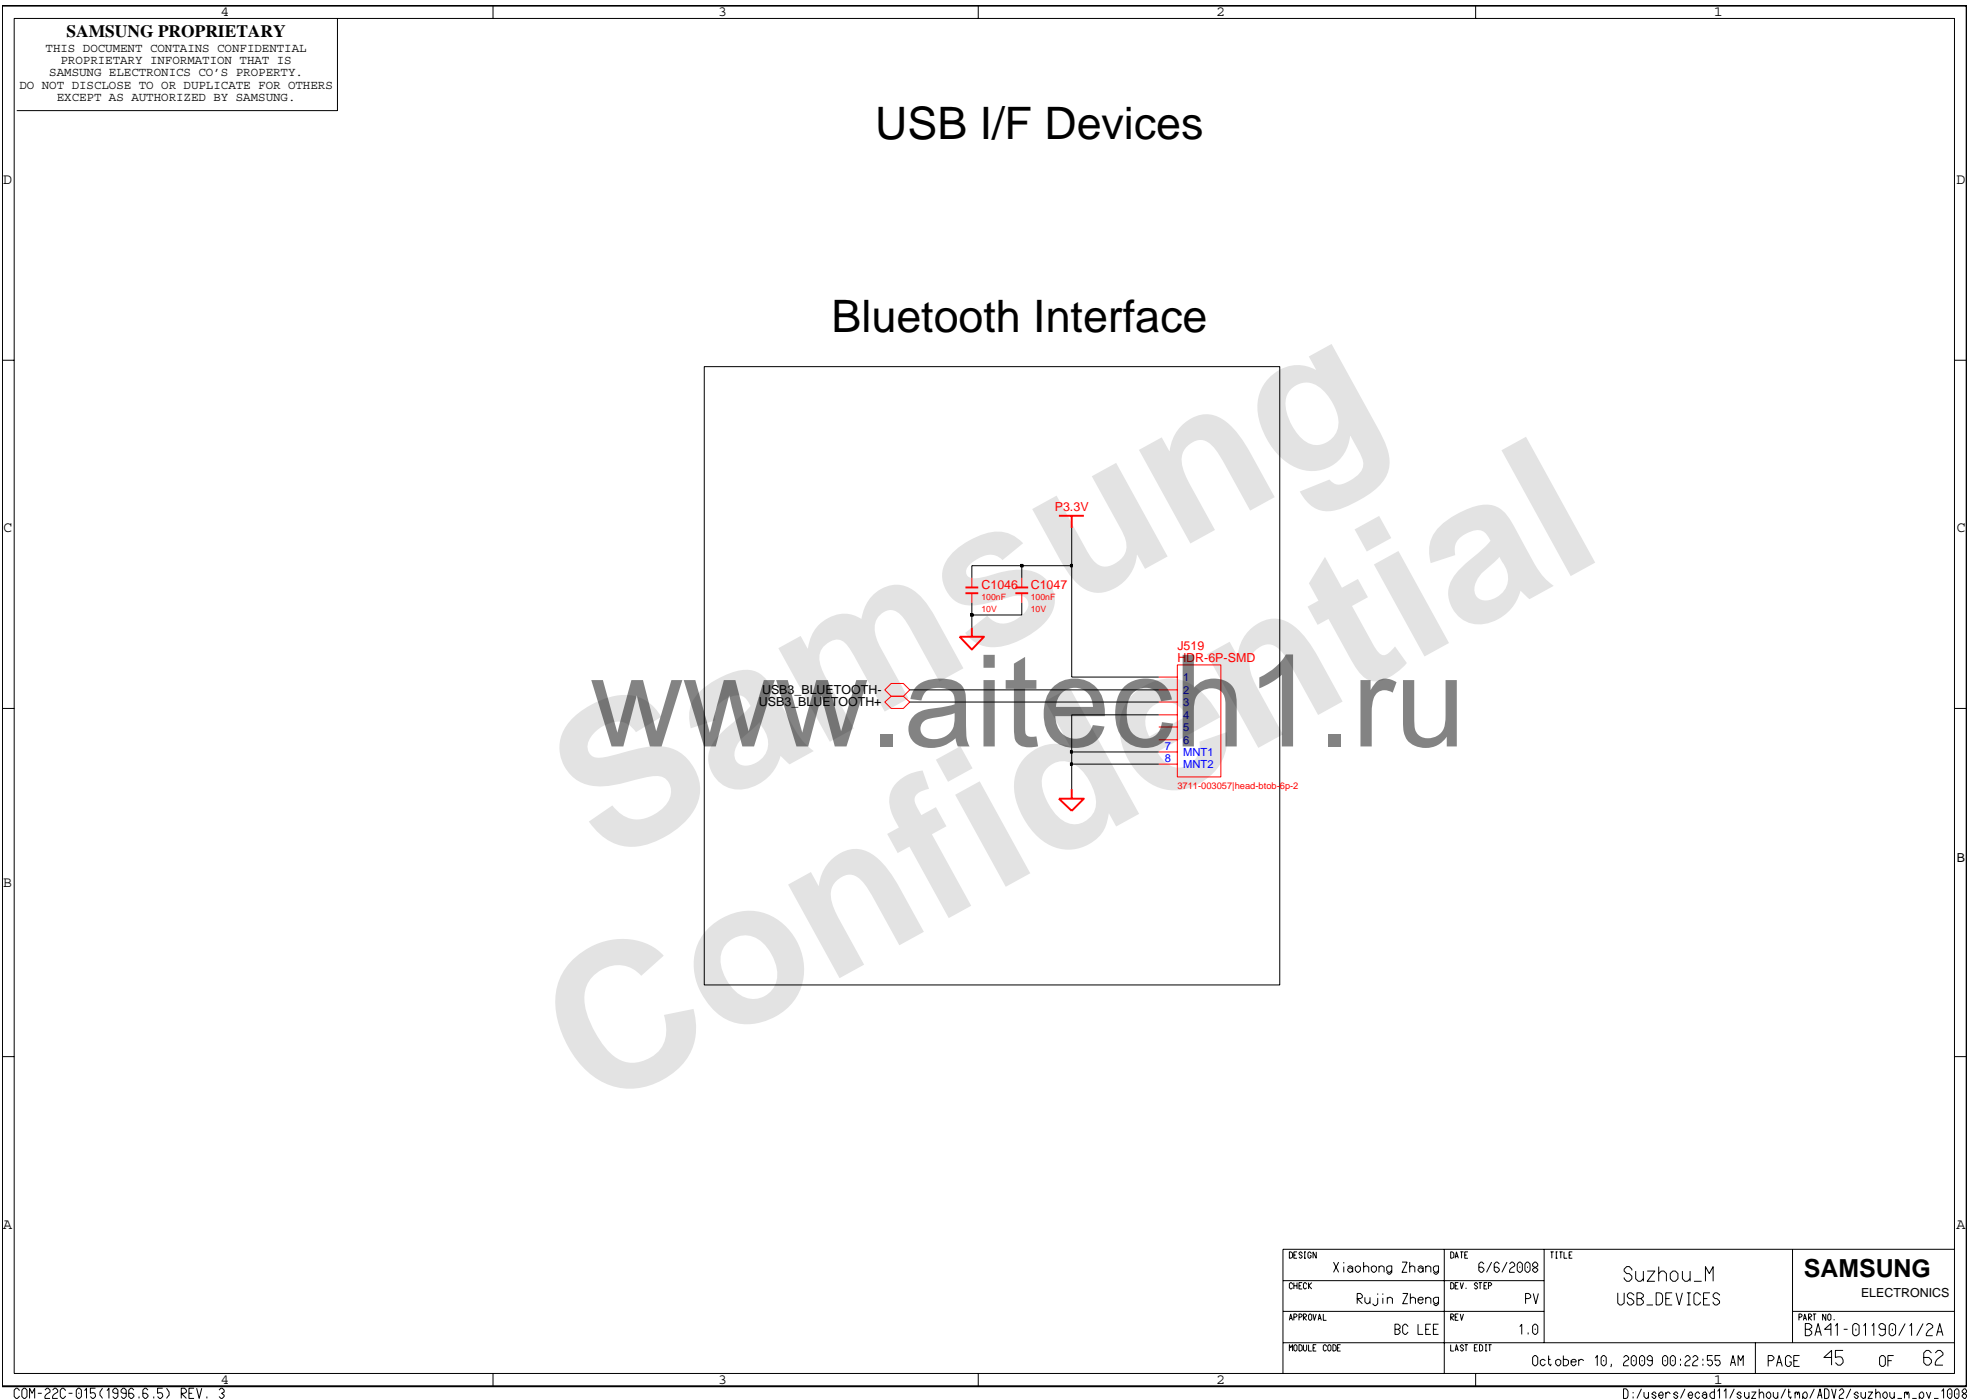 4 3 2 1
SAMSUNG PROPRIETARY
THIS DOCUMENT CONTAINS CONFIDENTIAL
PROPRIETARY INFORMATION THAT IS
SAMSUNG ELECTRONICS CO'S PROPERTY.
DO NOT DISCLOSE TO OR DUPLICATE FOR OTHERS
EXCEPT AS AUTHORIZED BY SAMSUNG.
USB I/F Devices
D D
Bluetooth Interface
Samsung
Confidential
C C
P3.3V
C1046 C1047
100nF 100nF
10V 10V
J519
HDR-6P-SMD
1
USB3_BLUETOOTH- 2
USB3_BLUETOOTH+ 3
www.aitech1.ru
4
5
6
7 MNT1
8 MNT2
3711-003057|head-btob-6p-2
B B
A A
DESIGN Xiaohong Zhang DATE 6/6/2008 TITLE Suzhou_M SAMSUNG
CHECK Rujin Zheng DEV. STEP PV USB_DEVICES ELECTRONICS
APPROVAL BC LEE REV 1.0 PART NO. BA41-01190/1/2A
MODULE CODE LAST EDIT October 10, 2009 00:22:55 AM PAGE 45 OF 62
4 3 2 1
COM-22C-015(1996.6.5) REV. 3 D:/users/ecad11/suzhou/tmp/ADV2/suzhou_m_pv_1008